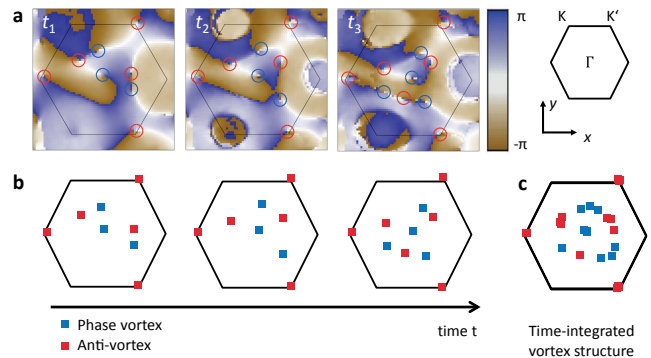 a
t1
t2
t3
π
-π
K
K′
Γ
y
x
b
c
Phase vortex
Anti-vortex
time t
Time-integrated
vortex structure